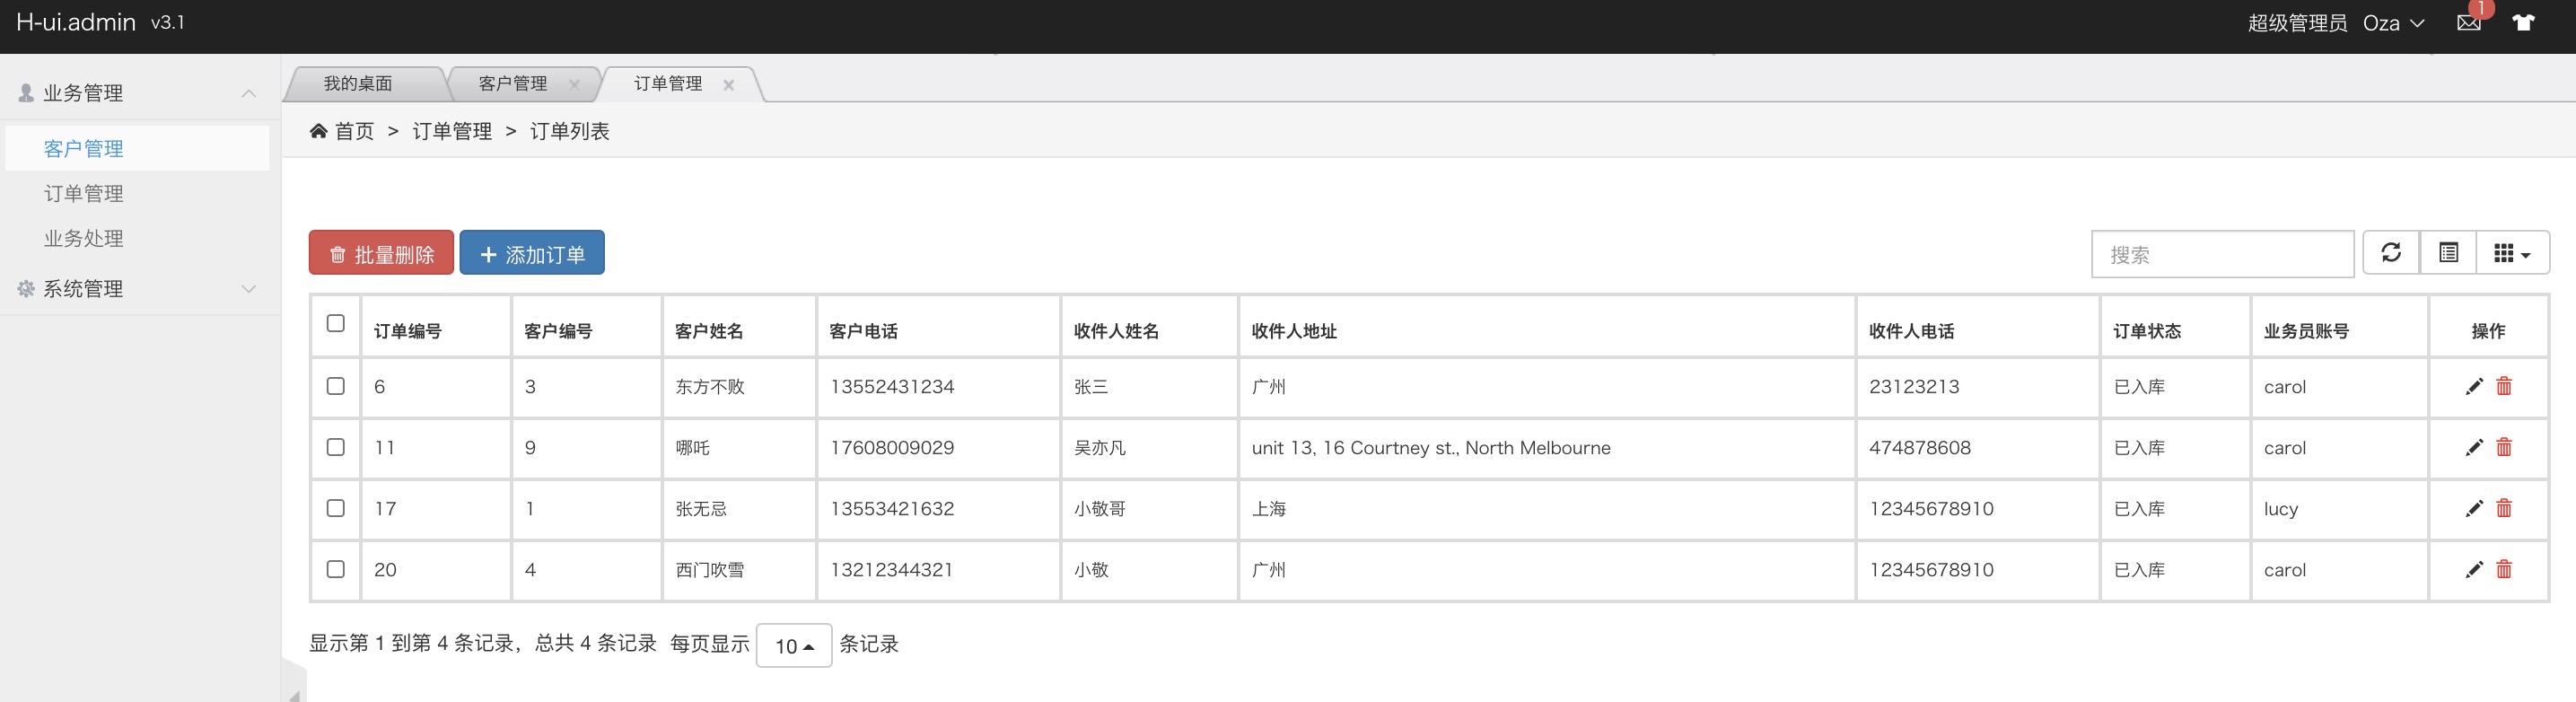 H-ui.admin v3.1
超级管理员 Oza 1
业务管理
客户管理
订单管理
业务处理
系统管理
我的桌面 客户管理 订单管理
首页 > 订单管理 > 订单列表
批量删除 添加订单 搜索
订单编号 客户编号 客户姓名 客户电话 收件人姓名 收件人地址 收件人电话 订单状态 业务员账号 操作
6 3 东方不败 13552431234 张三 广州 23123213 已入库 carol
11 9 哪吒 17608009029 吴亦凡 unit 13, 16 Courtney st., North Melbourne 474878608 已入库 carol
17 1 张无忌 13553421632 小敬哥 上海 12345678910 已入库 lucy
20 4 西门吹雪 13212344321 小敬 广州 12345678910 已入库 carol
显示第 1 到第 4 条记录，总共 4 条记录 每页显示 10 条记录